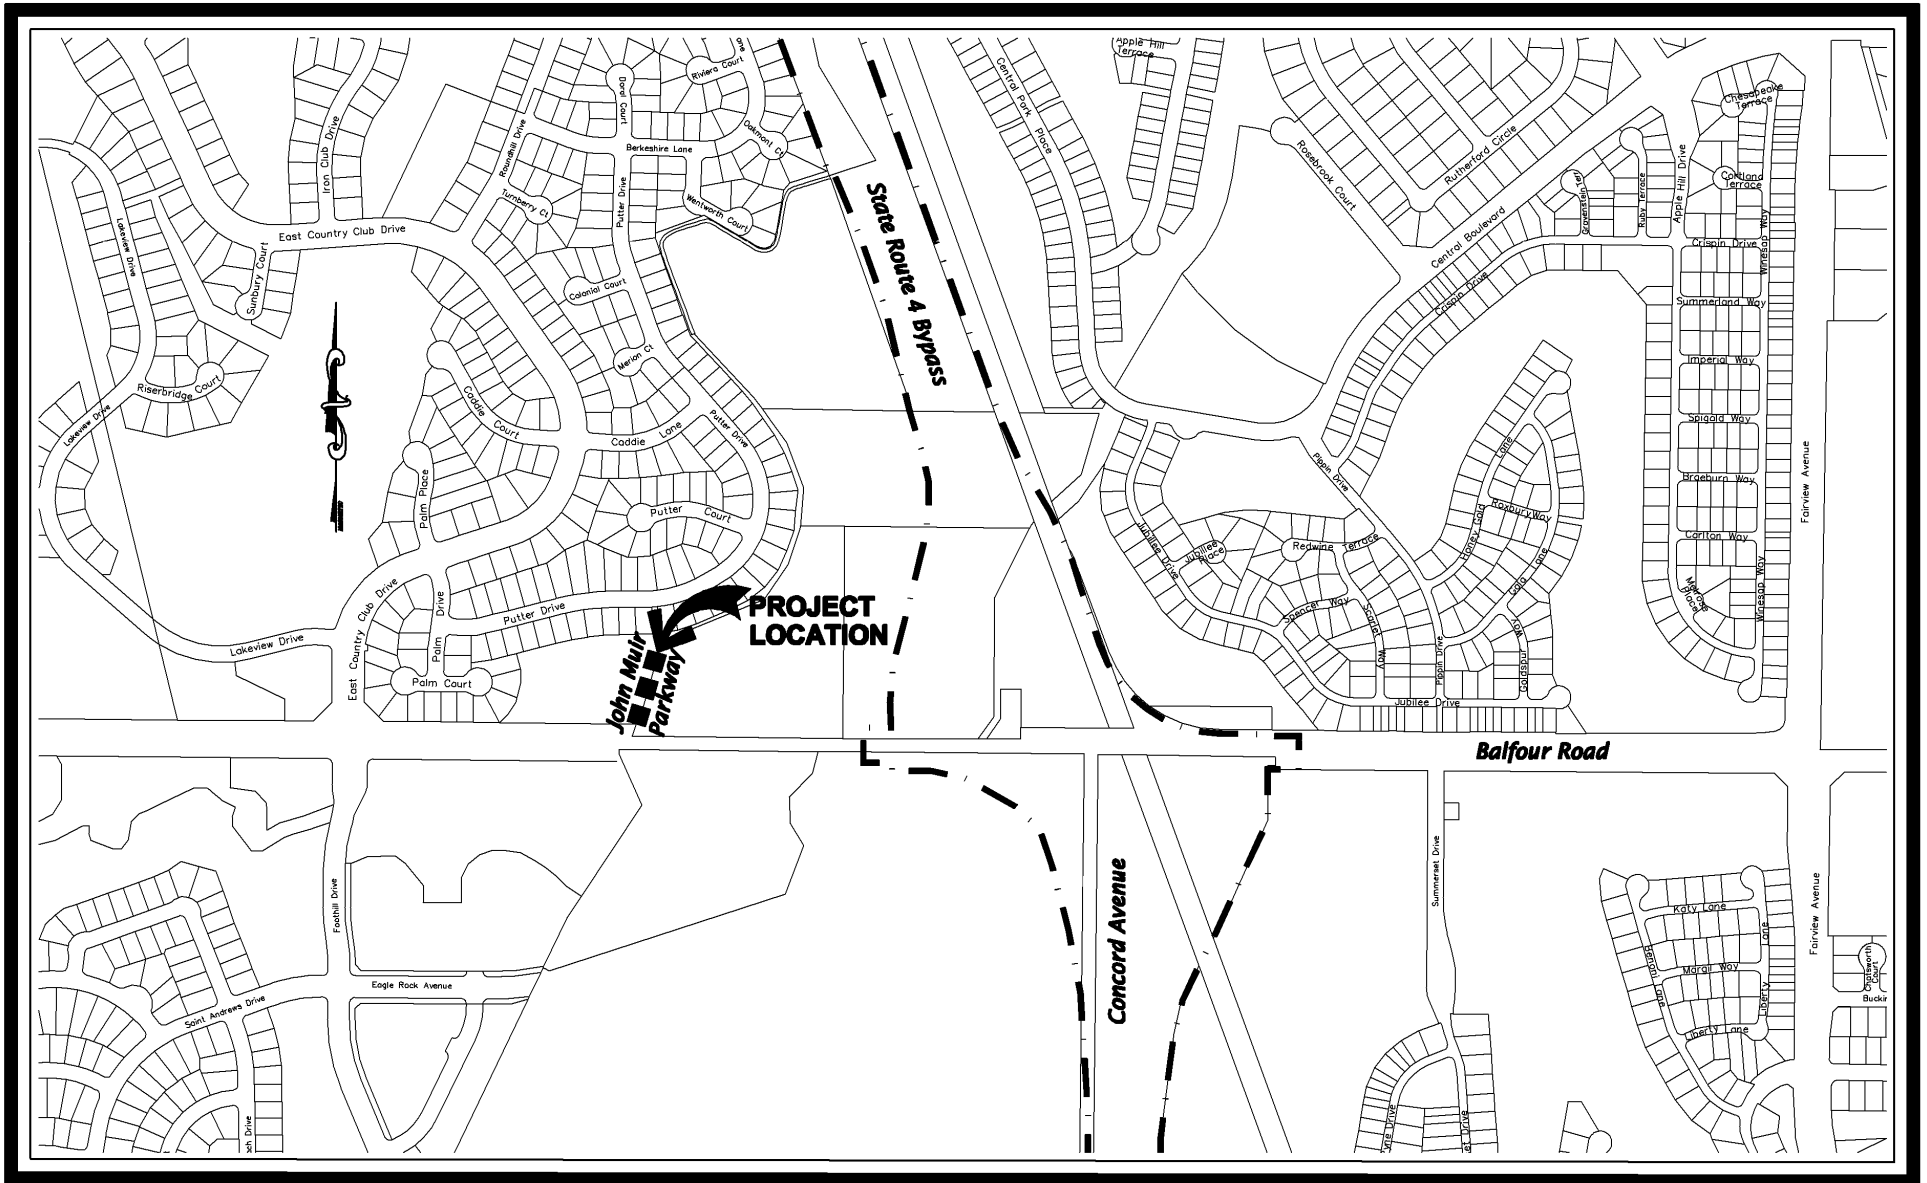 Apple Hill
Terrace
Riviera Court
Doral Court
Central Park Place
Chesapeake
Terrace
Iron Club Drive
Roundhill Drive
Oakmont Ct
Berkeshire Lane
Rosebrook Court
Rutherford Circle
Apple Hill Drive
Cortland
Terrace
Gravenstein Terr
Ruby Terrace
Turnberry Ct
Putter Drive
Wentworth Court
State Route 4 Bypass
Lakeview Drive
East Country Club Drive
Sunbury Court
Central Boulevard
Crispin Drive
Crispin Drive
Winesap Way
Colonial Court
Summerland Way
Merion Ct
Imperial Way
Riserbridge Court
Caddie Court
Lakeview Drive
Caddie Lane
Putter Drive
Spigold Way
Pippin Drive
Lane
Fairview Avenue
Braeburn Way
Palm Place
Putter Court
Roxbury Way
Honey Gold
Carlton Way
Jubilee Drive
Jubilee
Place
Redwine Terrace
Gala Lane
Melrose
Place
Winesap Way
East Country Club Drive
Palm Drive
Putter Drive
PROJECT
LOCATION
Spencer Way
Scarlet Way
Pippin Drive
Goldspur Way
Lakeview Drive
John Muir
Parkway
Palm Court
Jubilee Drive
Balfour Road
Summerset Drive
Foothill Drive
Concord Avenue
Fairview Avenue
Katy Lane
Benoni Lane
Margil Way
Liberty Lane
Liberty Lane
Chatsworth
Court
Buckin
Eagle Rock Avenue
Saint Andrews Drive